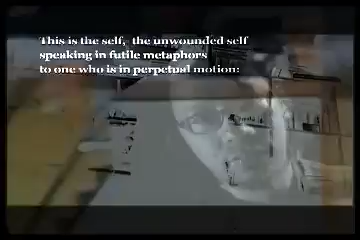 This is the self, the unwounded self
speaking in futile metaphors
to one who is in perpetual motion: